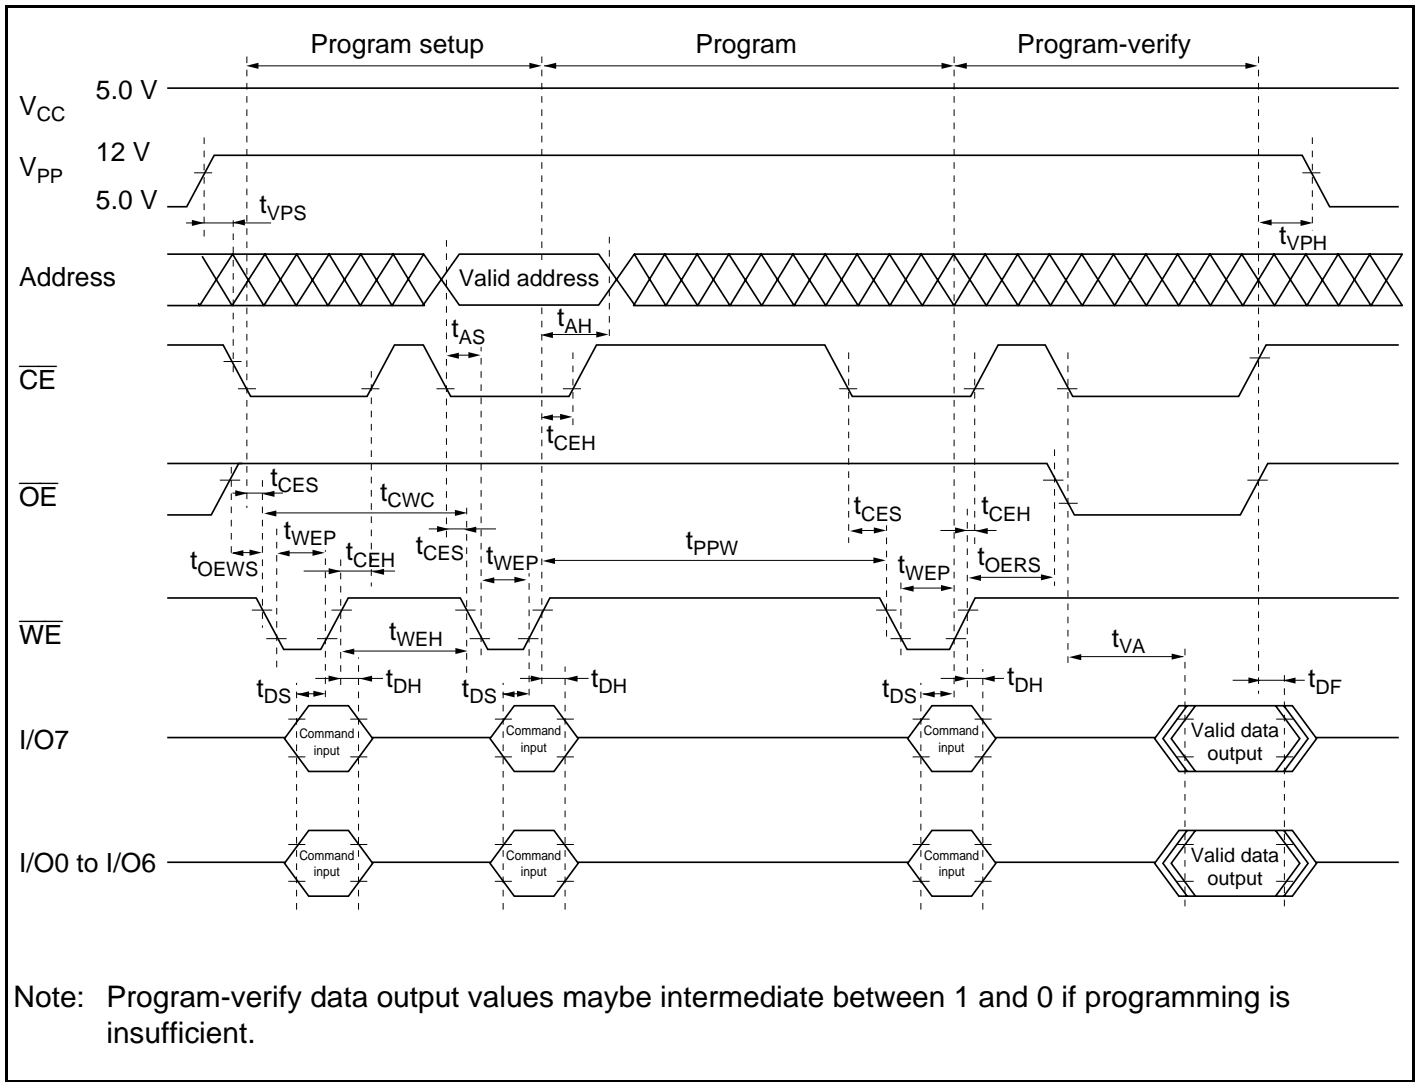 Program setup Program Program-verify
VCC 5.0 V
VPP 12 V
5.0 V
tVPS
tVPH
Address Valid address
tAS tAH
CE
tCEH
OE
tCES tCWC tCES tCEH
tWEP tCEH tCES tWEP tPPW tWEP tOERS
tOEWS
WE
tWEH tVA
tDS tDH tDS tDH tDS tDH tDF
I/O7 Command input Command input Command input Valid data output
I/O0 to I/O6 Command input Command input Command input Valid data output
Note: Program-verify data output values maybe intermediate between 1 and 0 if programming is
insufficient.